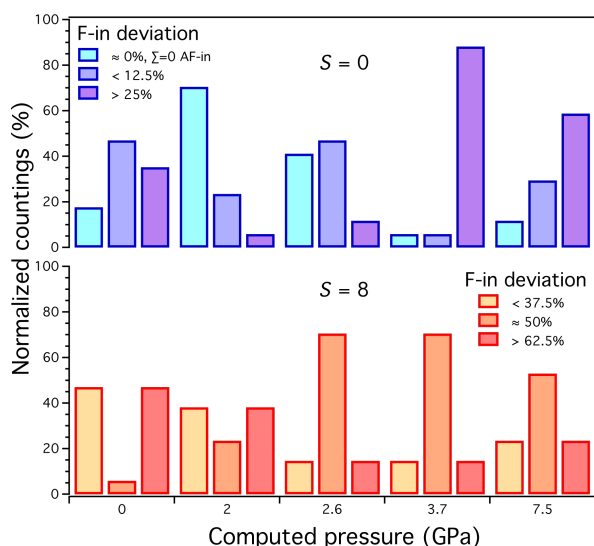 100
80
60
40
20
0
F-in deviation
≈ 0%, ∑=0 AF-in
< 12.5%
> 25%
S = 0
Normalized countings (%)
100
80
60
40
20
0
S = 8
F-in deviation
< 37.5%
≈ 50%
> 62.5%
0 2 2.6 3.7 7.5
Computed pressure (GPa)